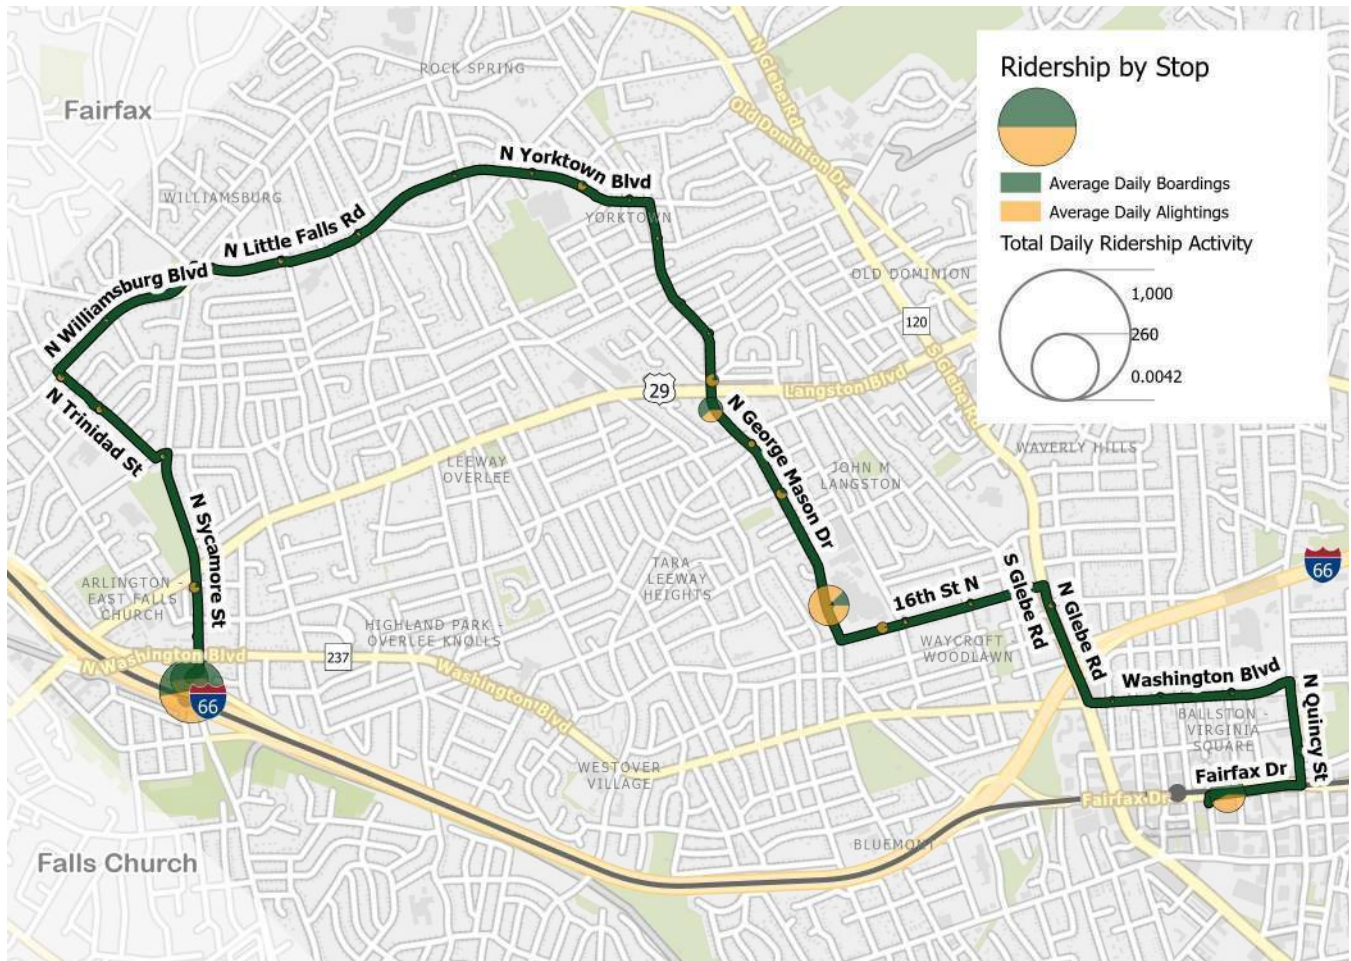 ROCK SPRING
Fairfax
WILLIAMSBURG
N Yorktown Blvd
YORKTOWN
N Little Falls Rd
N Williamsburg Blvd
N Trinidad St
N Sycamore St
N Glebe Rd
Old Dominion Dr
OLD DOMINION
120
S Glebe Rd
29
Langston Blvd
N George Mason Dr
LEEWAY
OVERLEE
JOHN M
LANGSTON
WAVERLY HILLS
TARA -
LEEWAY
HEIGHTS
ARLINGTON -
EAST FALLS
CHURCH
HIGHLAND PARK -
OVERLEE KNOLLS
16th St N
S Glebe Rd
N Glebe Rd
WAYCROFT -
WOODLAWN
66
N Washington Blvd
237
Washington Blvd
66
Washington Blvd
N Quincy St
BALLSTON -
VIRGINIA
SQUARE
WESTOVER
VILLAGE
Fairfax Dr
Fairfax Dr
BLUEMONT
Falls Church
Ridership by Stop
Average Daily Boardings
Average Daily Alightings
Total Daily Ridership Activity
1,000
260
0.0042